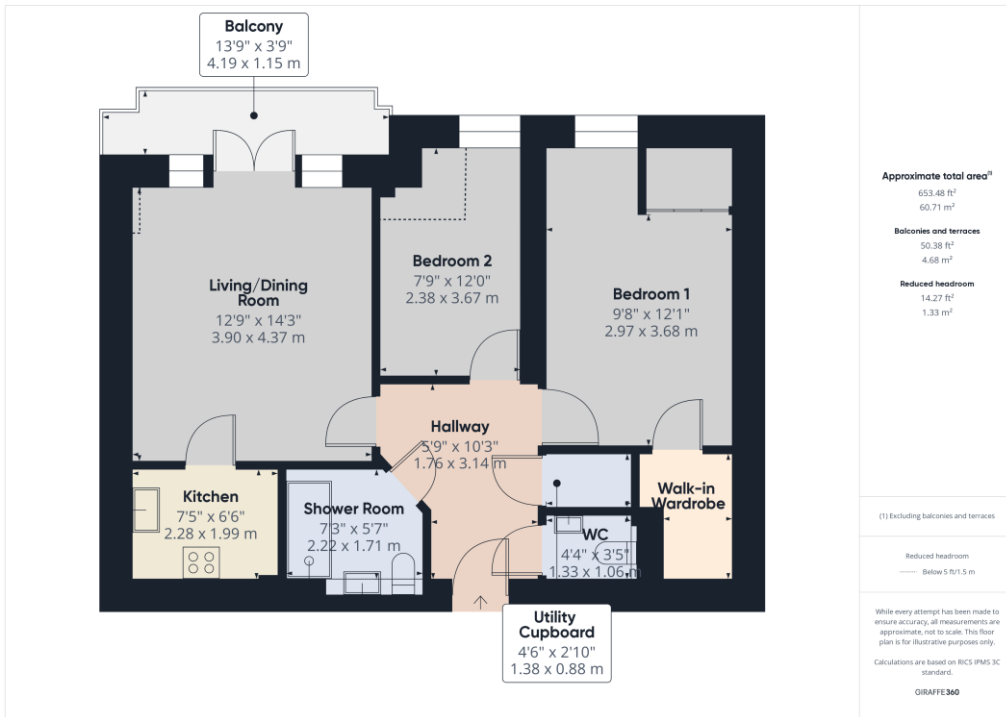 Balcony
13'9" x 3'9"
4.19 x 1.15 m
Living/Dining
Room
12'9" x 14'3"
3.90 x 4.37 m
Bedroom 2
7'9" x 12'0"
2.38 x 3.67 m
Bedroom 1
9'8" x 12'1"
2.97 x 3.68 m
Hallway
5'9" x 10'3"
1.76 x 3.14 m
Kitchen
7'5" x 6'6"
2.28 x 1.99 m
Shower Room
7'3" x 5'7"
2.22 x 1.71 m
WC
4'4" x 3'5"
1.33 x 1.06 m
Walk-in
Wardrobe
Utility
Cupboard
4'6" x 2'10"
1.38 x 0.88 m
Approximate total area(1)
653.48 ft²
60.71 m²
Balconies and terraces
50.38 ft²
4.68 m²
Reduced headroom
14.27 ft²
1.33 m²
(1) Excluding balconies and terraces
Reduced headroom
Below 5 ft/1.5 m
While every attempt has been made to
ensure accuracy, all measurements are
approximate, not to scale. This floor
plan is for illustrative purposes only.
Calculations are based on RICS IPMS 3C
standard.
GIRAFFE360